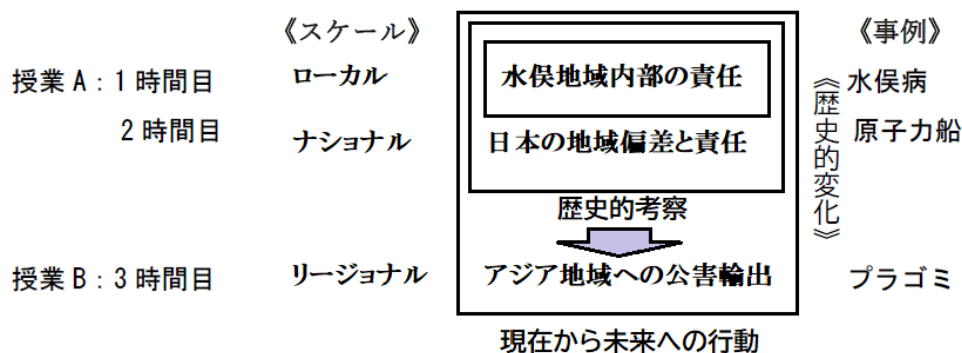 《スケール》 《事例》
授業 A：1 時間目 ローカル 水俣地域内部の責任 水俣病
2 時間目 ナショナル 日本の地域偏差と責任 原子力船
《歴史的変化》
歴史的考察
授業 B：3 時間目 リージョナル アジア地域への公害輸出 プラゴミ
現在から未来への行動